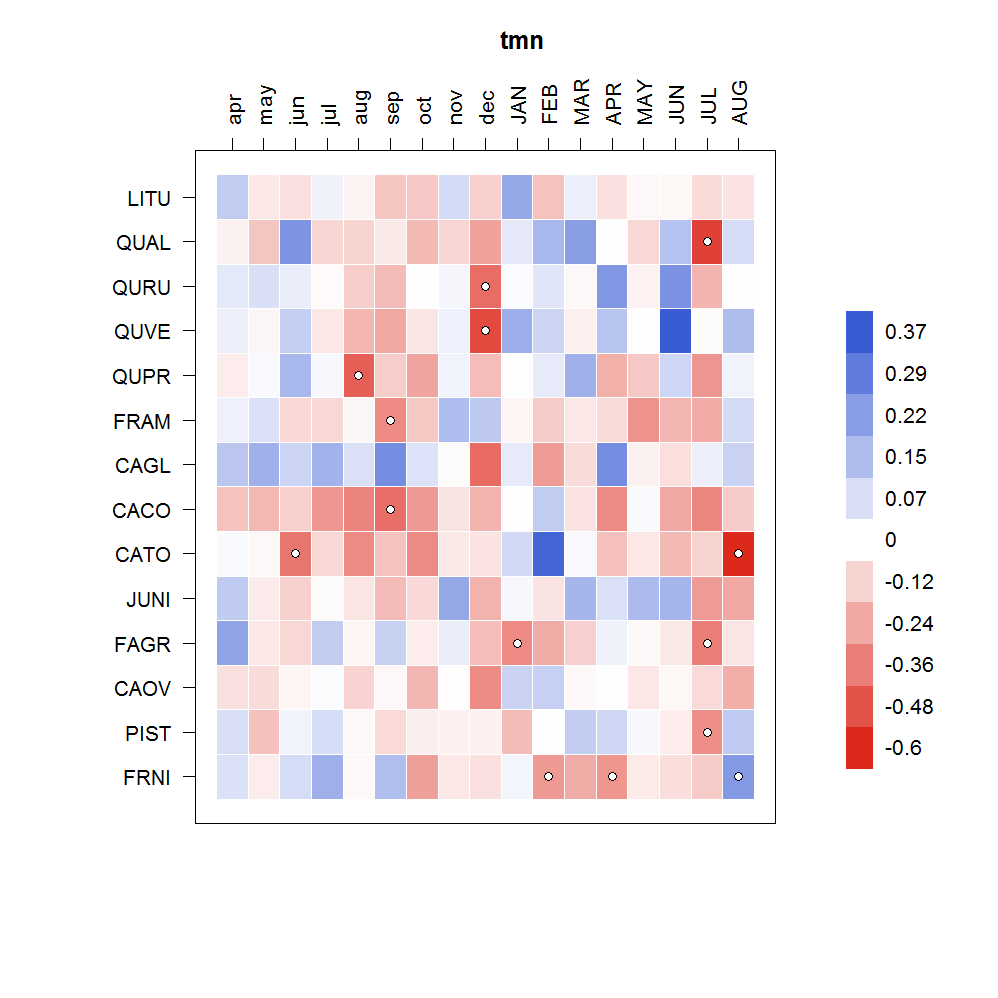 tmn
apr may jun jul aug sep oct nov dec JAN FEB MAR APR MAY JUN JUL AUG
LITU
QUAL
QURU
QUVE
QUPR
FRAM
CAGL
CACO
CATO
JUNI
FAGR
CAOV
PIST
FRNI
0.37
0.29
0.22
0.15
0.07
0
-0.12
-0.24
-0.36
-0.48
-0.6